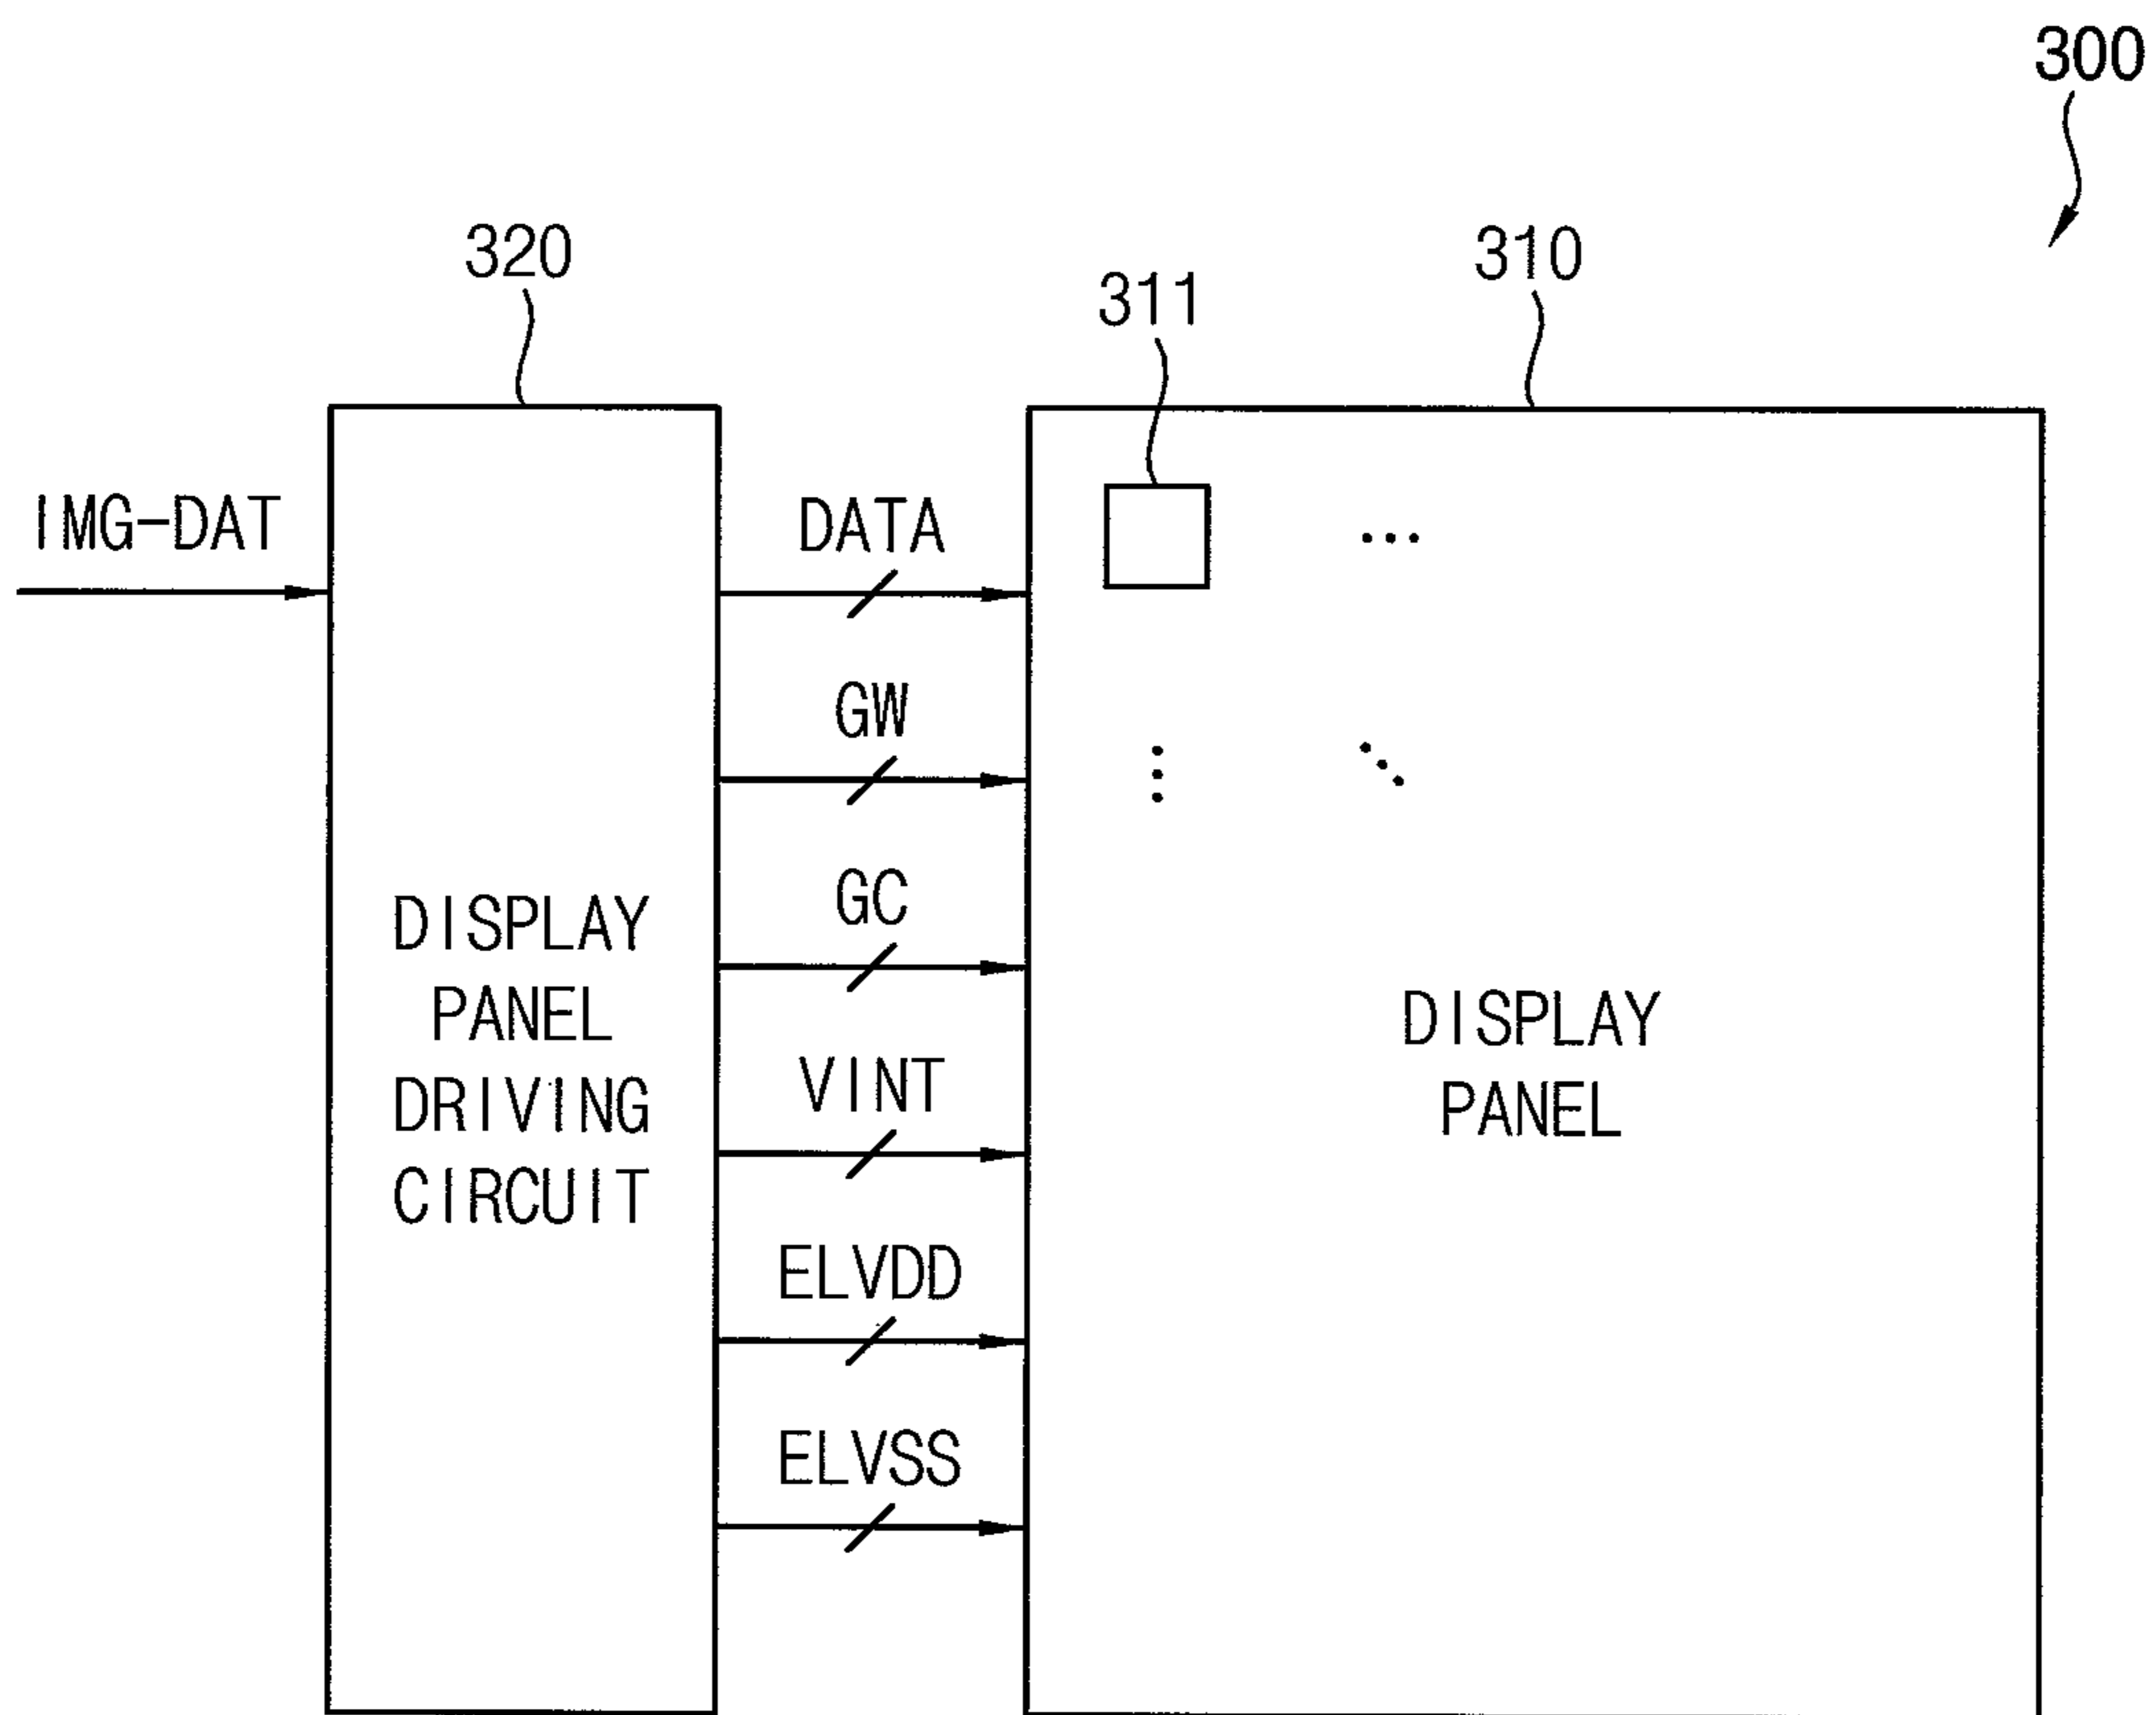 300
320
310
311
IMG-DAT
DATA
GW
GC
VINT
ELVDD
ELVSS
DISPLAY
PANEL
DRIVING
CIRCUIT
DISPLAY
PANEL